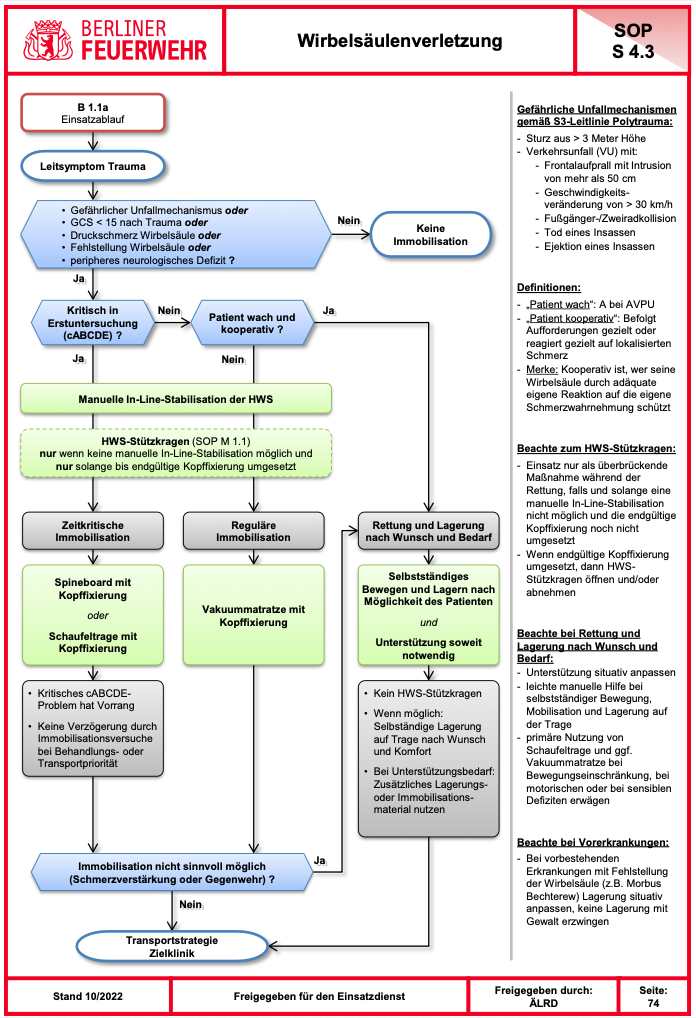 BERLINER
FEUERWEHR
Wirbelsäulenverletzung
SOP
S 4.3
B 1.1a
Einsatzablauf
Leitsymptom Trauma
• Gefährlicher Unfallmechanismus oder
• GCS < 15 nach Trauma oder
• Druckschmerz Wirbelsäule oder
• Fehlstellung Wirbelsäule oder
• peripheres neurologisches Defizit ?
Nein
Keine
Immobilisation
Ja
Kritisch in
Erstuntersuchung
(cABCDE) ?
Nein
Patient wach und
kooperativ ?
Ja
Ja
Nein
Manuelle In-Line-Stabilisation der HWS
HWS-Stützkragen (SOP M 1.1)
nur wenn keine manuelle In-Line-Stabilisation möglich und
nur solange bis endgültige Kopffixierung umgesetzt
Zeitkritische
Immobilisation
Reguläre
Immobilisation
Rettung und Lagerung
nach Wunsch und Bedarf
Spineboard mit
Kopffixierung
oder
Schaufeltrage mit
Kopffixierung
Vakuummatratze mit
Kopffixierung
Selbstständiges
Bewegen und Lagern nach
Möglichkeit des Patienten
und
Unterstützung soweit
notwendig
• Kritisches cABCDE-
Problem hat Vorrang
• Keine Verzögerung durch
Immobilisationsversuche
bei Behandlungs- oder
Transportpriorität
• Kein HWS-Stützkragen
• Wenn möglich:
Selbständige Lagerung
auf Trage nach Wunsch
und Komfort
• Bei Unterstützungsbedarf:
Zusätzliches Lagerungs-
oder Immobilisations-
material nutzen
Immobilisation nicht sinnvoll möglich
(Schmerzverstärkung oder Gegenwehr) ?
Ja
Nein
Transportstrategie
Zielklinik
Gefährliche Unfallmechanismen
gemäß S3-Leitlinie Polytrauma:
- Sturz aus > 3 Meter Höhe
- Verkehrsunfall (VU) mit:
- Frontalaufprall mit Intrusion
von mehr als 50 cm
- Geschwindigkeits-
veränderung von > 30 km/h
- Fußgänger-/Zweiradkollision
- Tod eines Insassen
- Ejektion eines Insassen
Definitionen:
- „Patient wach“: A bei AVPU
- „Patient kooperativ“: Befolgt
Aufforderungen gezielt oder
reagiert gezielt auf lokalisierten
Schmerz
- Merke: Kooperativ ist, wer seine
Wirbelsäule durch adäquate
eigene Reaktion auf die eigene
Schmerzwahrnehmung schützt
Beachte zum HWS-Stützkragen:
- Einsatz nur als überbrückende
Maßnahme während der
Rettung, falls und solange eine
manuelle In-Line-Stabilisation
nicht möglich und die endgültige
Kopffixierung noch nicht
umgesetzt
- Wenn endgültige Kopffixierung
umgesetzt, dann HWS-
Stützkragen öffnen und/oder
abnehmen
Beachte bei Rettung und
Lagerung nach Wunsch und
Bedarf:
- Unterstützung situativ anpassen
- leichte manuelle Hilfe bei
selbstständiger Bewegung,
Mobilisation und Lagerung auf
der Trage
- primäre Nutzung von
Schaufeltrage und ggf.
Vakuummatratze bei
Bewegungseinschränkung, bei
motorischen oder bei sensiblen
Defiziten erwägen
Beachte bei Vorerkrankungen:
- Bei vorbestehenden
Erkrankungen mit Fehlstellung
der Wirbelsäule (z.B. Morbus
Bechterew) Lagerung situativ
anpassen, keine Lagerung mit
Gewalt erzwingen
Stand 10/2022
Freigegeben für den Einsatzdienst
Freigegeben durch:
ÄLRD
Seite:
74